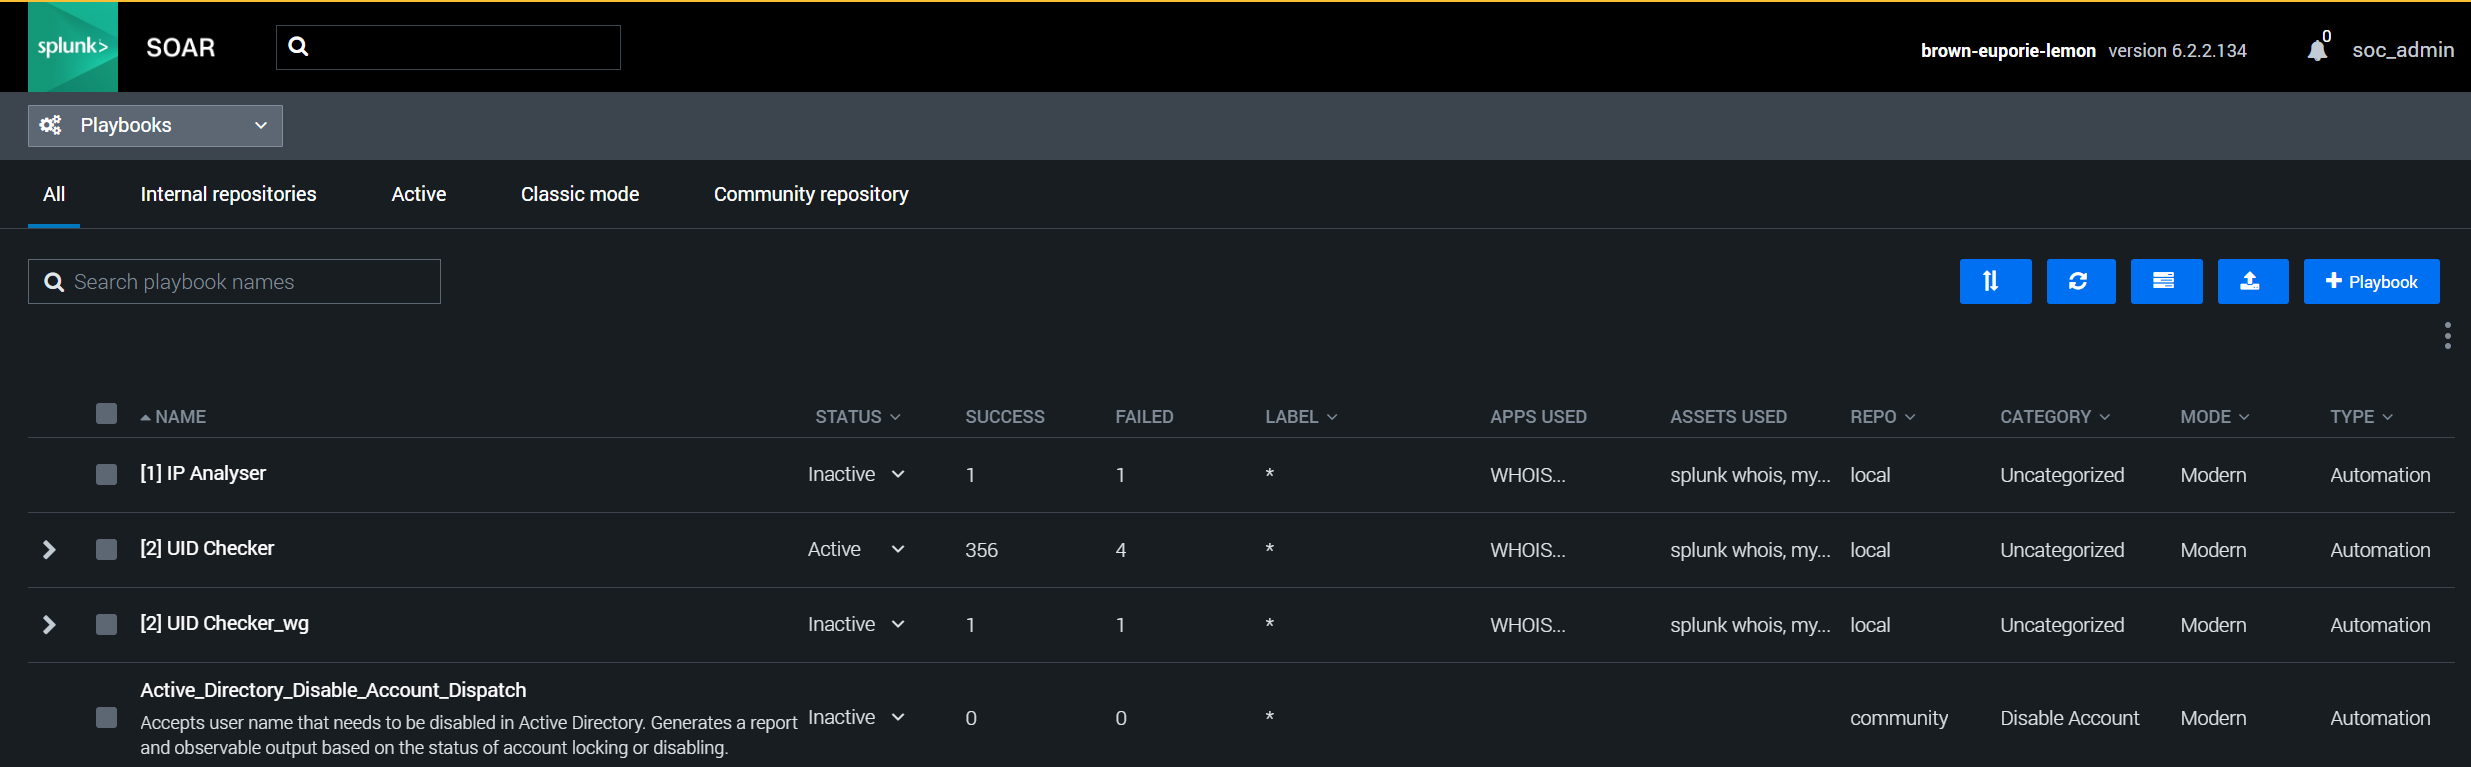 splunk> SOAR brown-euporie-lemon version 6.2.2.134 0 soc_admin
Playbooks
All Internal repositories Active Classic mode Community repository
Search playbook names Playbook
NAME STATUS SUCCESS FAILED LABEL APPS USED ASSETS USED REPO CATEGORY MODE TYPE
[1] IP Analyser Inactive 1 1 * WHOIS... splunk whois, my... local Uncategorized Modern Automation
[2] UID Checker Active 356 4 * WHOIS... splunk whois, my... local Uncategorized Modern Automation
[2] UID Checker_wg Inactive 1 1 * WHOIS... splunk whois, my... local Uncategorized Modern Automation
Active_Directory_Disable_Account_Dispatch
Accepts user name that needs to be disabled in Active Directory. Generates a report
and observable output based on the status of account locking or disabling.
Inactive 0 0 * community Disable Account Modern Automation